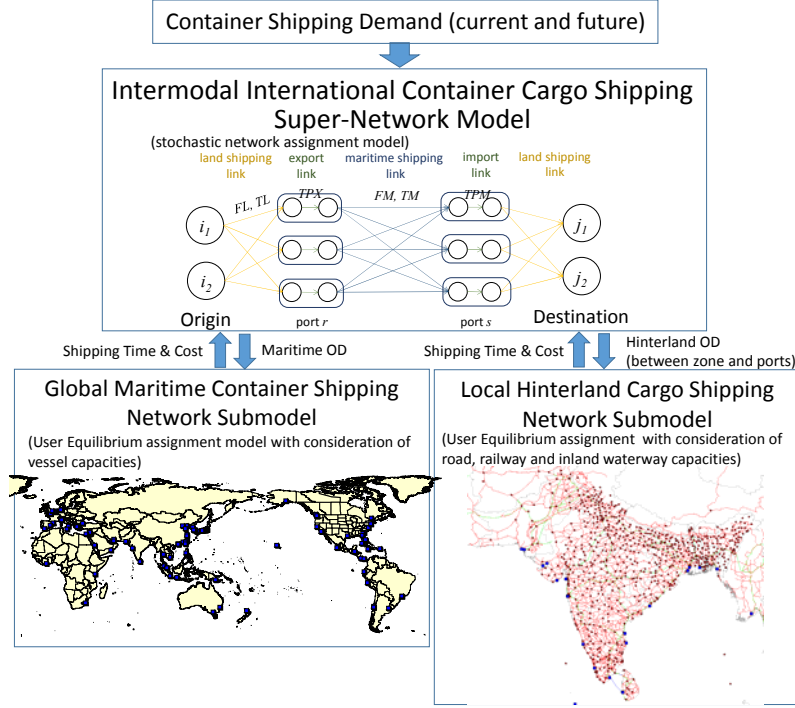 Container Shipping Demand (current and future)
Intermodal International Container Cargo Shipping
Super-Network Model
(stochastic network assignment model)
land shipping link
export link
maritime shipping link
import link
land shipping link
FL, TL
TPX
FM, TM
TPM
i1
j1
i2
j2
Origin
port r
port s
Destination
Shipping Time & Cost
Maritime OD
Shipping Time & Cost
Hinterland OD
(between zone and ports)
Global Maritime Container Shipping
Network Submodel
(User Equilibrium assignment model with consideration of
vessel capacities)
Local Hinterland Cargo Shipping
Network Submodel
(User Equilibrium assignment with consideration of
road, railway and inland waterway capacities)